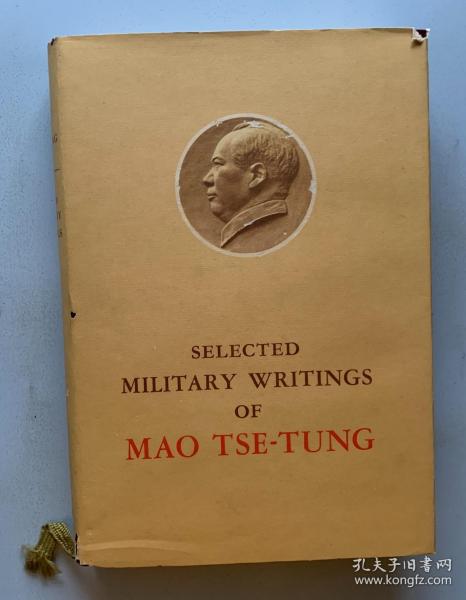 SELECTED
MILITARY WRITINGS
OF
MAO TSE-TUNG
孔夫子旧书网
www.kongfz.com